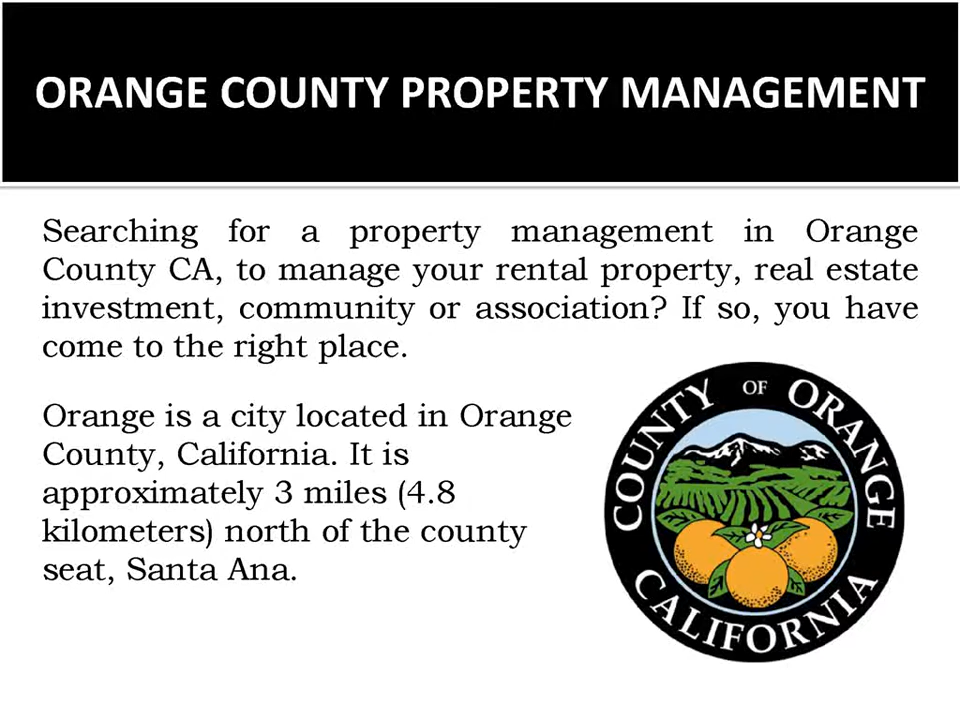 ORANGE COUNTY PROPERTY MANAGEMENT
Searching for a property management in Orange
County CA, to manage your rental property, real estate
investment, community or association? If so, you have
come to the right place.
Orange is a city located in Orange
County, California. It is
approximately 3 miles (4.8
kilometers) north of the county
seat, Santa Ana.
COUNTY OF ORANGE
CALIFORNIA